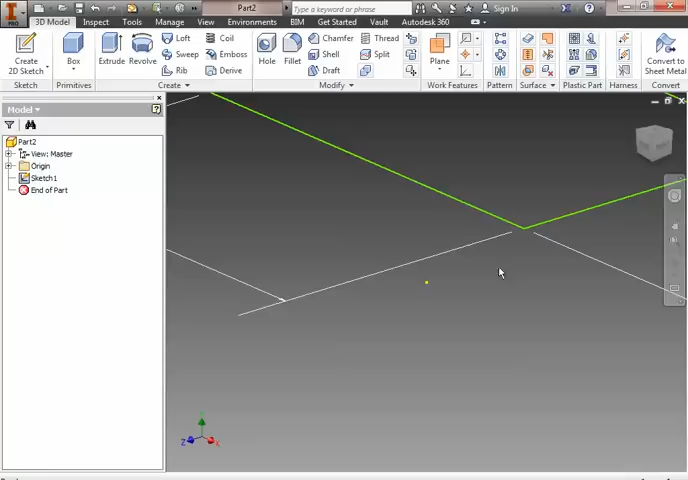 Part2
Type a keyword or phrase
Sign In
PRO
3D Model Inspect Tools Manage View Environments BIM Get Started Vault Autodesk 360
Create 2D Sketch
Box
Extrude Revolve
Loft
Sweep
Rib
Coil
Emboss
Derive
Hole Fillet
Chamfer
Shell
Draft
Thread
Split
Plane
Convert to Sheet Metal
Sketch Primitives Create Modify Work Features Pattern Surface Plastic Part Harness Convert
Model
Part2
View: Master
Origin
Sketch1
End of Part
Z
X